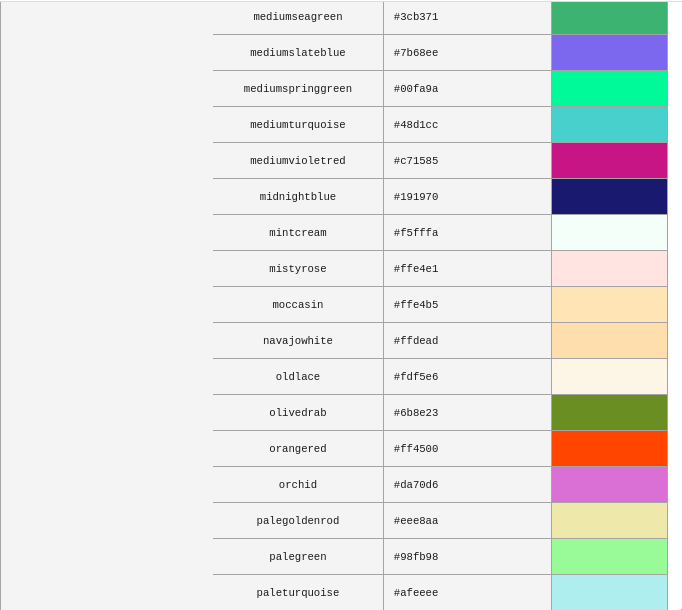 mediumseagreen #3cb371
mediumslateblue #7b68ee
mediumspringgreen #00fa9a
mediumturquoise #48d1cc
mediumvioletred #c71585
midnightblue #191970
mintcream #f5fffa
mistyrose #ffe4e1
moccasin #ffe4b5
navajowhite #ffdead
oldlace #fdf5e6
olivedrab #6b8e23
orangered #ff4500
orchid #da70d6
palegoldenrod #eee8aa
palegreen #98fb98
paleturquoise #afeeee